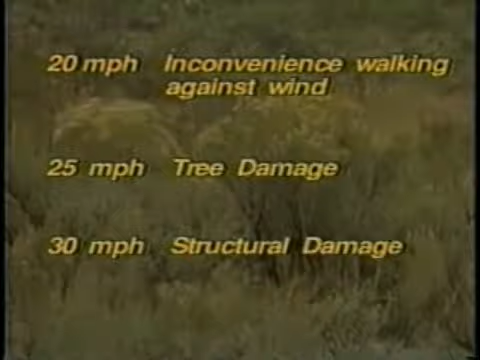 20 mph Inconvenience walking
against wind
25 mph Tree Damage
30 mph Structural Damage